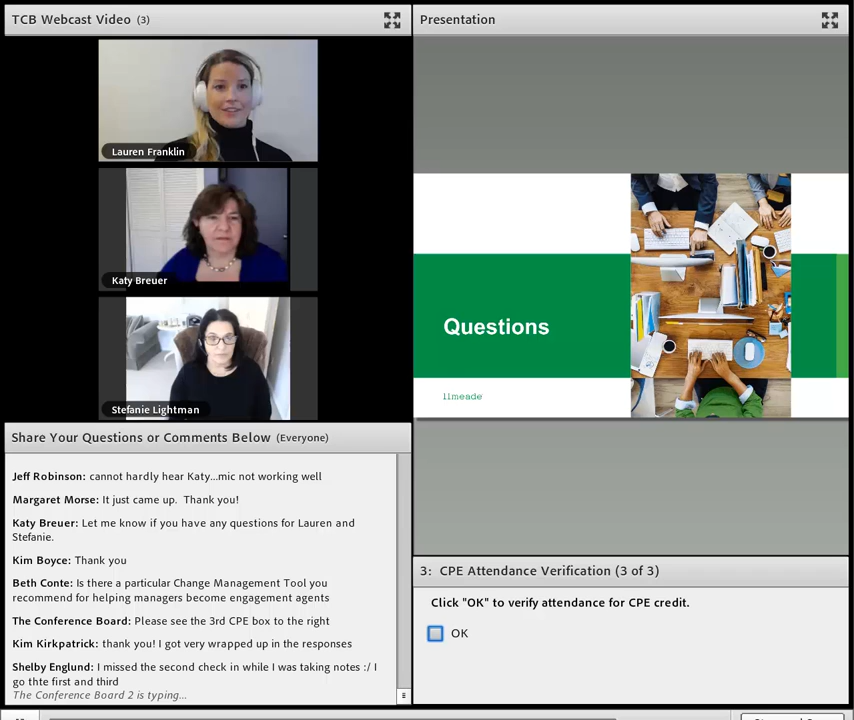 TCB Webcast Video (3)
Lauren Franklin
Katy Breuer
Stefanie Lightman
Share Your Questions or Comments Below (Everyone)
Jeff Robinson: cannot hardly hear Katy...mic not working well
Margaret Morse: It just came up. Thank you!
Katy Breuer: Let me know if you have any questions for Lauren and
Stefanie.
Kim Boyce: Thank you
Beth Conte: Is there a particular Change Management Tool you
recommend for helping managers become engagement agents
The Conference Board: Please see the 3rd CPE box to the right
Kim Kirkpatrick: thank you! I got very wrapped up in the responses
Shelby Englund: I missed the second check in while I was taking notes :/ I
go thte first and third
The Conference Board 2 is typing...
Presentation
Questions
limeade
3: CPE Attendance Verification (3 of 3)
Click "OK" to verify attendance for CPE credit.
OK